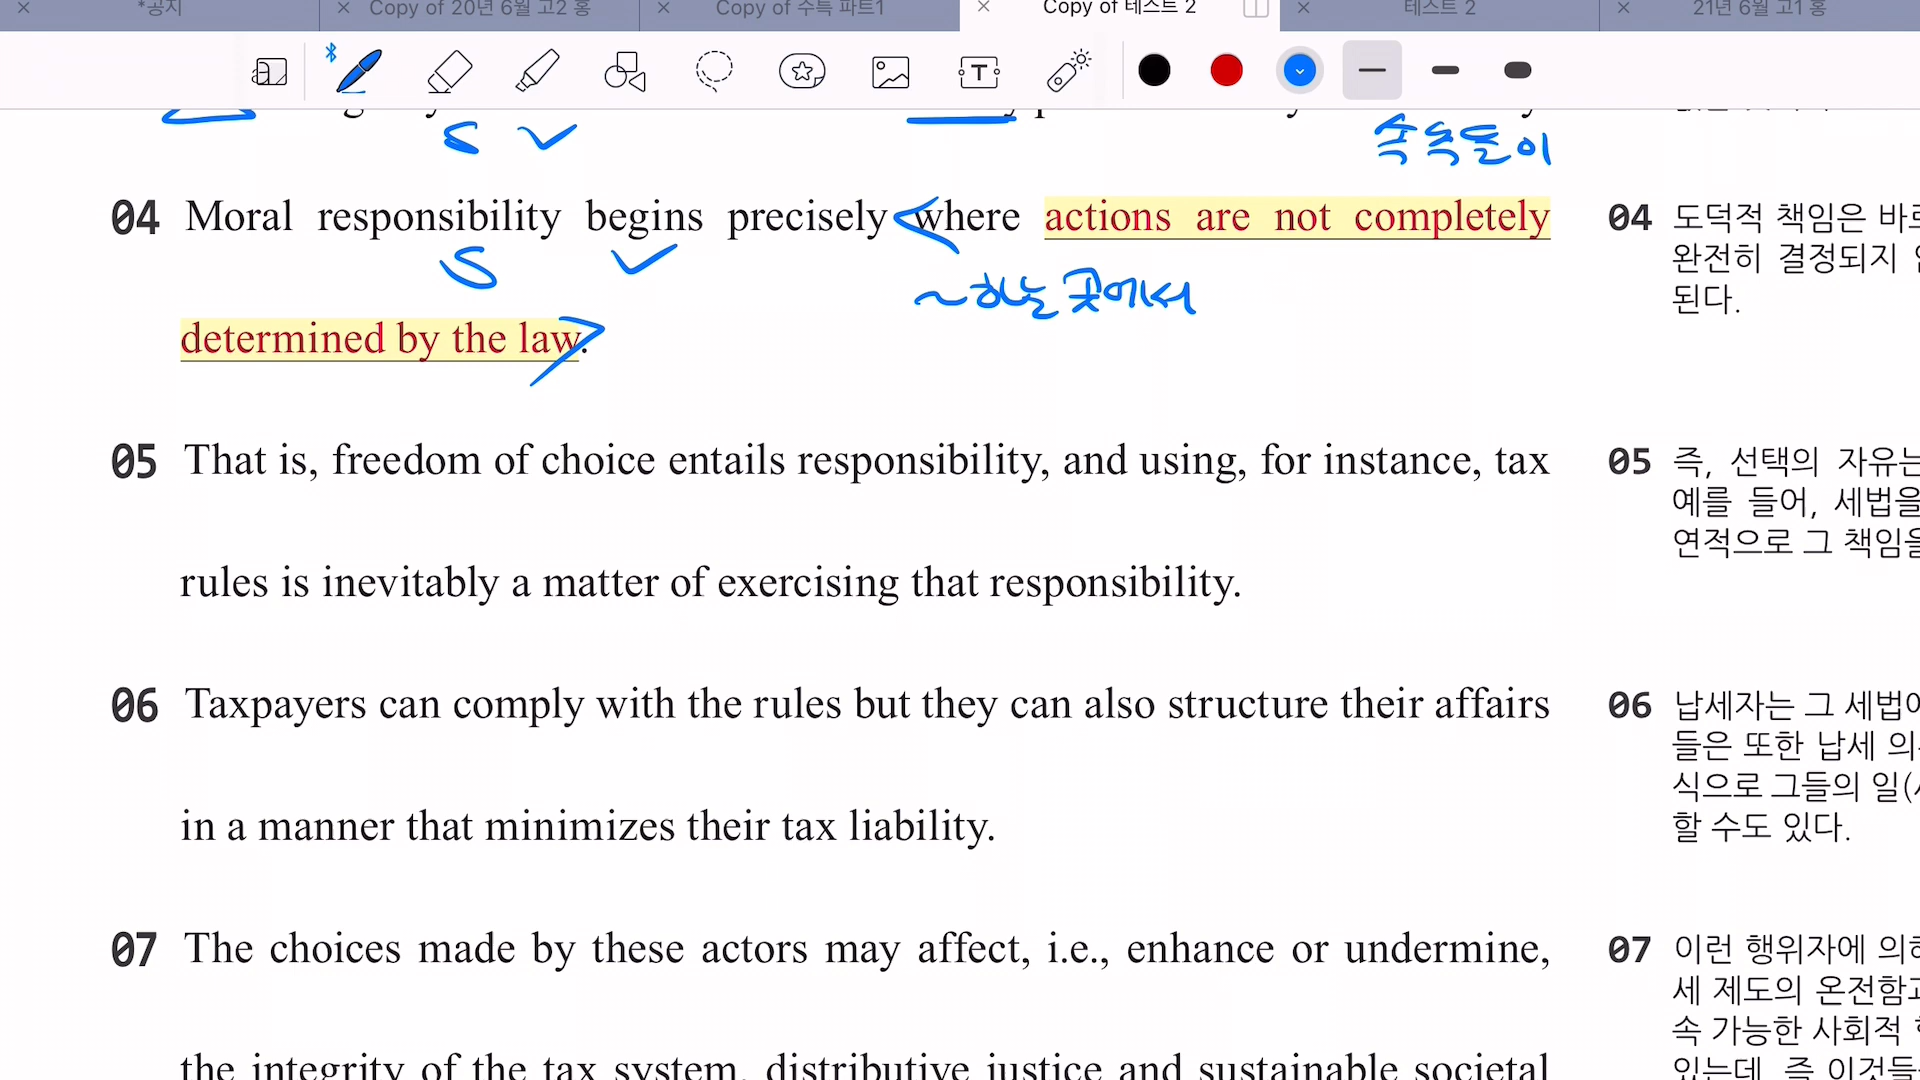 *공지
Copy of 20년 6월 고2 홍
Copy of 수특 파트1
Copy of 테스트 2
테스트 2
21년 6월 고1 홍
S
속속들이
04 Moral responsibility begins precisely where actions are not completely
S
~하는 곳에서
determined by the law.
05 That is, freedom of choice entails responsibility, and using, for instance, tax
rules is inevitably a matter of exercising that responsibility.
06 Taxpayers can comply with the rules but they can also structure their affairs
in a manner that minimizes their tax liability.
07 The choices made by these actors may affect, i.e., enhance or undermine,
the integrity of the tax system, distributive justice and sustainable societal
04 도덕적 책임은 바로
완전히 결정되지
된다.
05 즉, 선택의 자유는
예를 들어, 세법을
연적으로 그 책임을
06 납세자는 그 세법에
들은 또한 납세
식으로 그들의 일(
할 수도 있다.
07 이런 행위자에 의해
세 제도의 온전함과
속 가능한 사회적
있는데, 즉 이것들